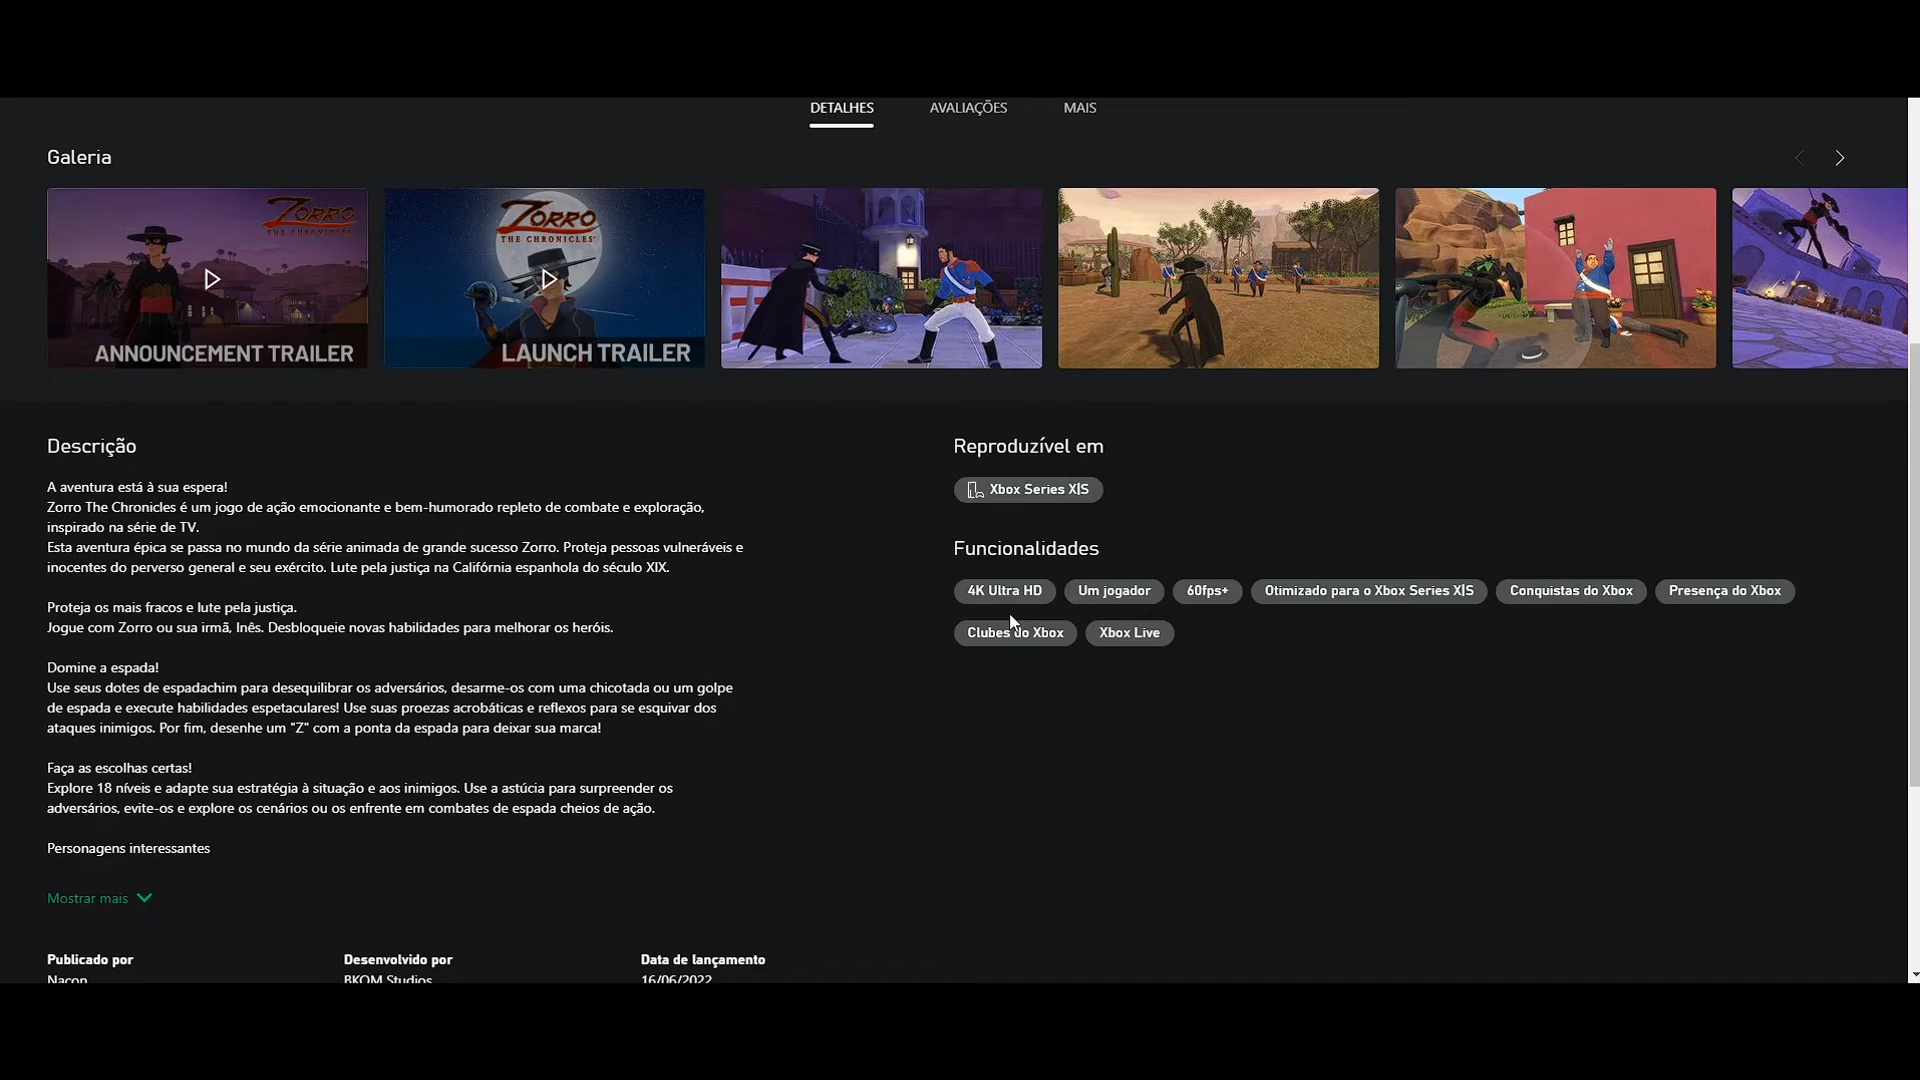 DETALHES
AVALIAÇÕES
MAIS
Galeria
ZORRO
THE CHRONICLES
ANNOUNCEMENT TRAILER
ZORRO
THE CHRONICLES
LAUNCH TRAILER
Descrição
A aventura está à sua espera!
Zorro The Chronicles é um jogo de ação emocionante e bem-humorado repleto de combate e exploração,
inspirado na série de TV.
Esta aventura épica se passa no mundo da série animada de grande sucesso Zorro. Proteja pessoas vulneráveis e
inocentes do perverso general e seu exército. Lute pela justiça na Califórnia espanhola do século XIX.
Proteja os mais fracos e lute pela justiça.
Jogue com Zorro ou sua irmã, Inês. Desbloqueie novas habilidades para melhorar os heróis.
Domine a espada!
Use seus dotes de espadachim para desequilibrar os adversários, desarme-os com uma chicotada ou um golpe
de espada e execute habilidades espetaculares! Use suas proezas acrobáticas e reflexos para se esquivar dos
ataques inimigos. Por fim, desenhe um "Z" com a ponta da espada para deixar sua marca!
Faça as escolhas certas!
Explore 18 níveis e adapte sua estratégia à situação e aos inimigos. Use a astúcia para surpreender os
adversários, evite-os e explore os cenários ou os enfrente em combates de espada cheios de ação.
Personagens interessantes
Mostrar mais
Reproduzível em
Xbox Series X|S
Funcionalidades
4K Ultra HD
Um jogador
60fps+
Otimizado para o Xbox Series X|S
Conquistas do Xbox
Presença do Xbox
Clubes do Xbox
Xbox Live
Publicado por
Nacon
Desenvolvido por
BKOM Studios
Data de lançamento
16/06/2022